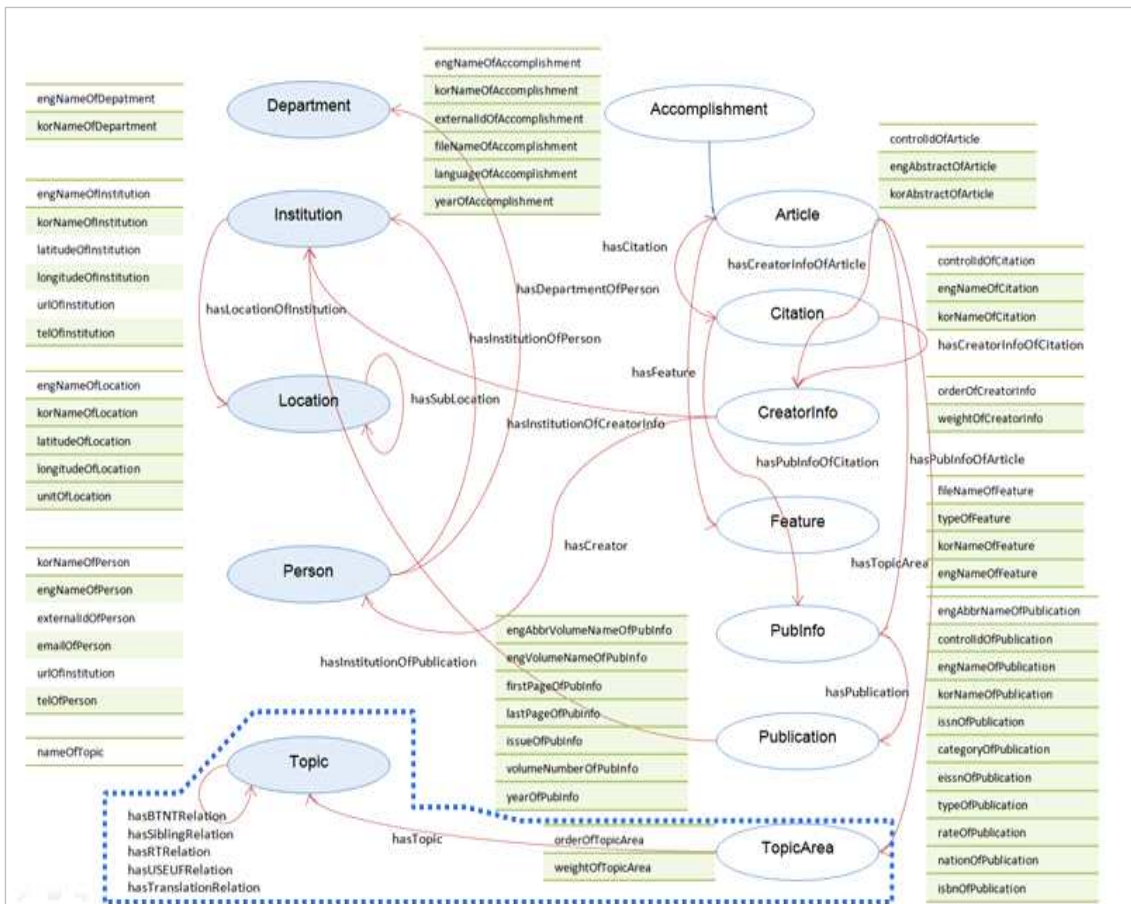 engNameOfDepatment
korNameOfDepartment
Department
engNameOfAccomplishment
korNameOfAccomplishment
externalIdOfAccomplishment
fileNameOfAccomplishment
languageOfAccomplishment
yearOfAccomplishment
Accomplishment
controlIdOfArticle
engAbstractOfArticle
korAbstractOfArticle
engNameOfInstitution
korNameOfInstitution
latitudeOfInstitution
longitudeOfInstitution
urlOfInstitution
telOfInstitution
Institution
Article
hasCitation
hasCreatorInfoOfArticle
hasLocationOfInstitution
hasDepartmentOfPerson
hasInstitutionOfPerson
Citation
controlIdOfCitation
engNameOfCitation
korNameOfCitation
hasCreatorInfoOfCitation
engNameOfLocation
korNameOfLocation
latitudeOfLocation
longitudeOfLocation
unitOfLocation
Location
hasSubLocation
hasFeature
hasInstitutionOfCreatorInfo
CreatorInfo
orderOfCreatorInfo
weightOfCreatorInfo
hasPubInfoOfCitation
hasPubInfoOfArticle
fileNameOfFeature
typeOfFeature
korNameOfFeature
engNameOfFeature
Feature
hasCreator
hasTopicArea
korNameOfPerson
engNameOfPerson
externalIdOfPerson
emailOfPerson
urlOfInstitution
telOfPerson
Person
hasInstitutionOfPublication
engAbbrVolumeNameOfPubInfo
engVolumeNameOfPubInfo
firstPageOfPubInfo
lastPageOfPubInfo
issueOfPubInfo
volumeNumberOfPubInfo
yearOfPubInfo
PubInfo
hasPublication
Publication
engAbbrNameOfPublication
controlIdOfPublication
engNameOfPublication
korNameOfPublication
issnOfPublication
categoryOfPublication
eissnOfPublication
typeOfPublication
rateOfPublication
nationOfPublication
isbnOfPublication
nameOfTopic
Topic
hasBTNTRelation
hasSiblingRelation
hasRTRelation
hasUSEUFRelation
hasTranslationRelation
hasTopic
orderOfTopicArea
weightOfTopicArea
TopicArea